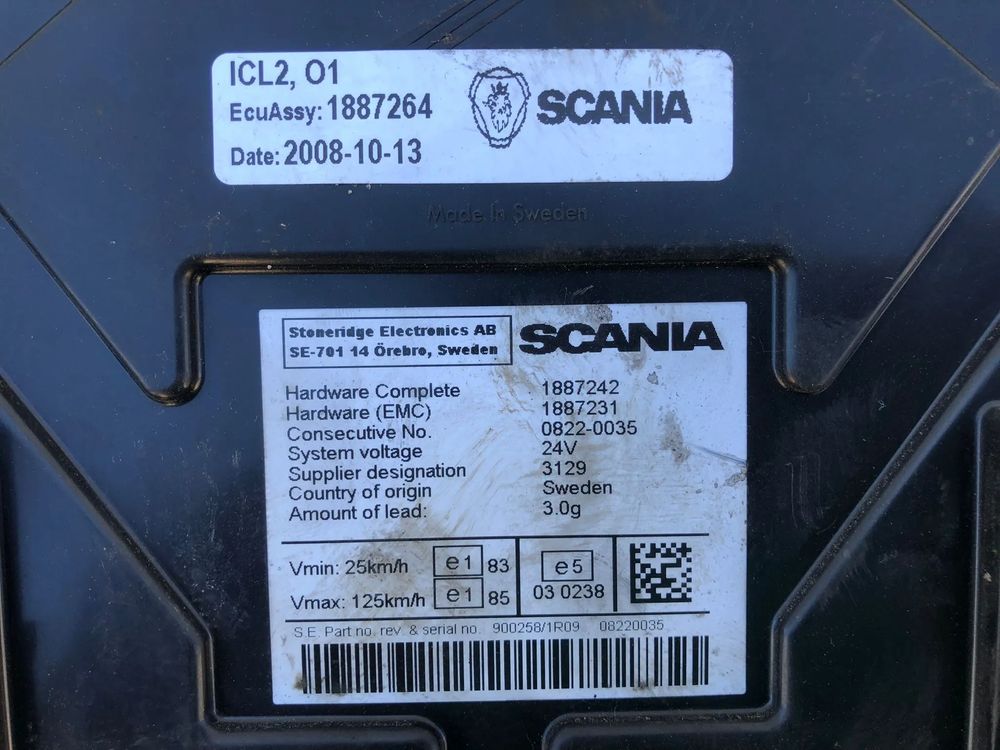 ICL2, O1
EcuAssy: 1887264
SCANIA
Date: 2008-10-13
Made In Sweden
Stoneridge Electronics AB
SE-701 14 Örebro, Sweden
SCANIA
Hardware Complete 1887242
Hardware (EMC) 1887231
Consecutive No. 0822-0035
System voltage 24V
Supplier designation 3129
Country of origin Sweden
Amount of lead: 3.0g
Vmin: 25km/h e1 83
e5
Vmax: 125km/h e1 85
03 0238
S.E. Part no. rev. & serial no. 900258/1R09 08220035